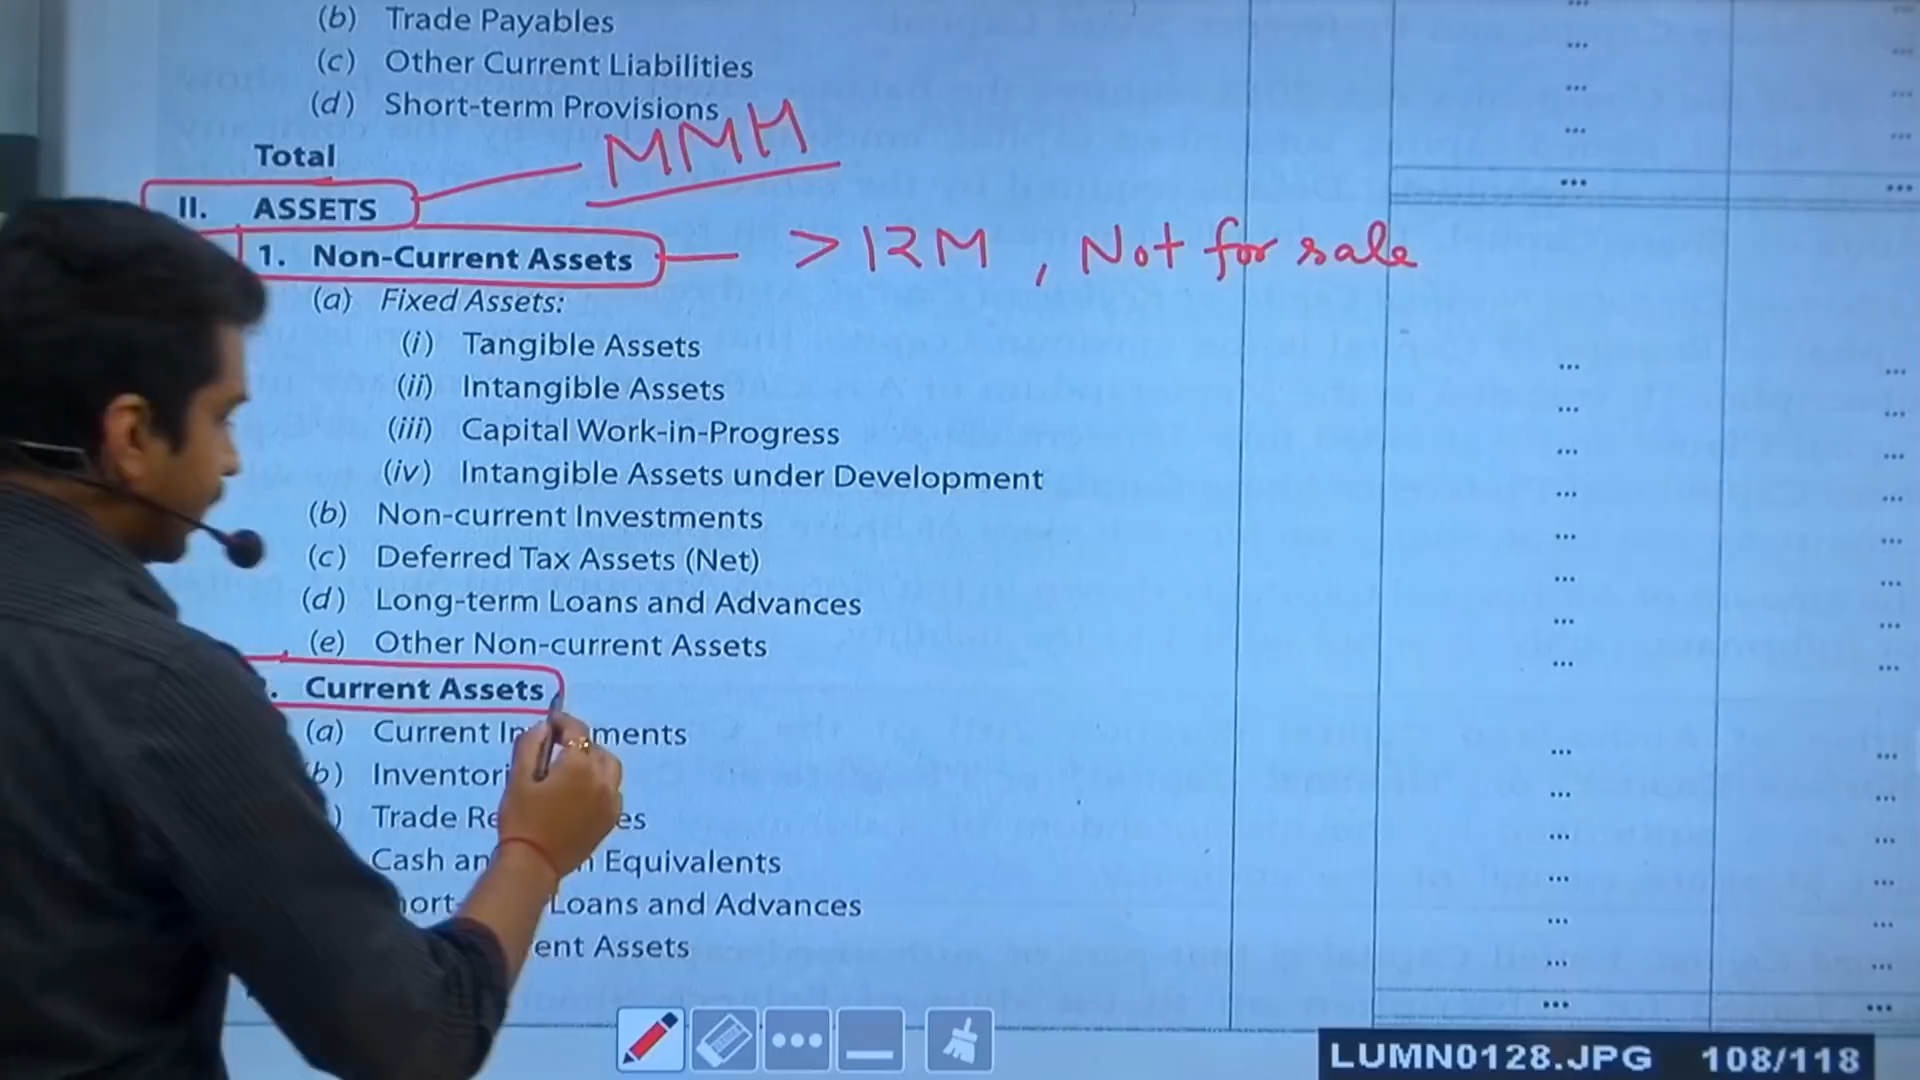 (b) Trade Payables
(c) Other Current Liabilities
(d) Short-term Provisions
MMM
Total
II. ASSETS
1. Non-Current Assets > 12M, Not for sale
(a) Fixed Assets:
(i) Tangible Assets
(ii) Intangible Assets
(iii) Capital Work-in-Progress
(iv) Intangible Assets under Development
(b) Non-current Investments
(c) Deferred Tax Assets (Net)
(d) Long-term Loans and Advances
(e) Other Non-current Assets
Current Assets
(a) Current
b) Inventori
) Trade Re es
Cash an Equivalents
Loans and Advances
ent Assets
LUMN0128.JPG 108/118